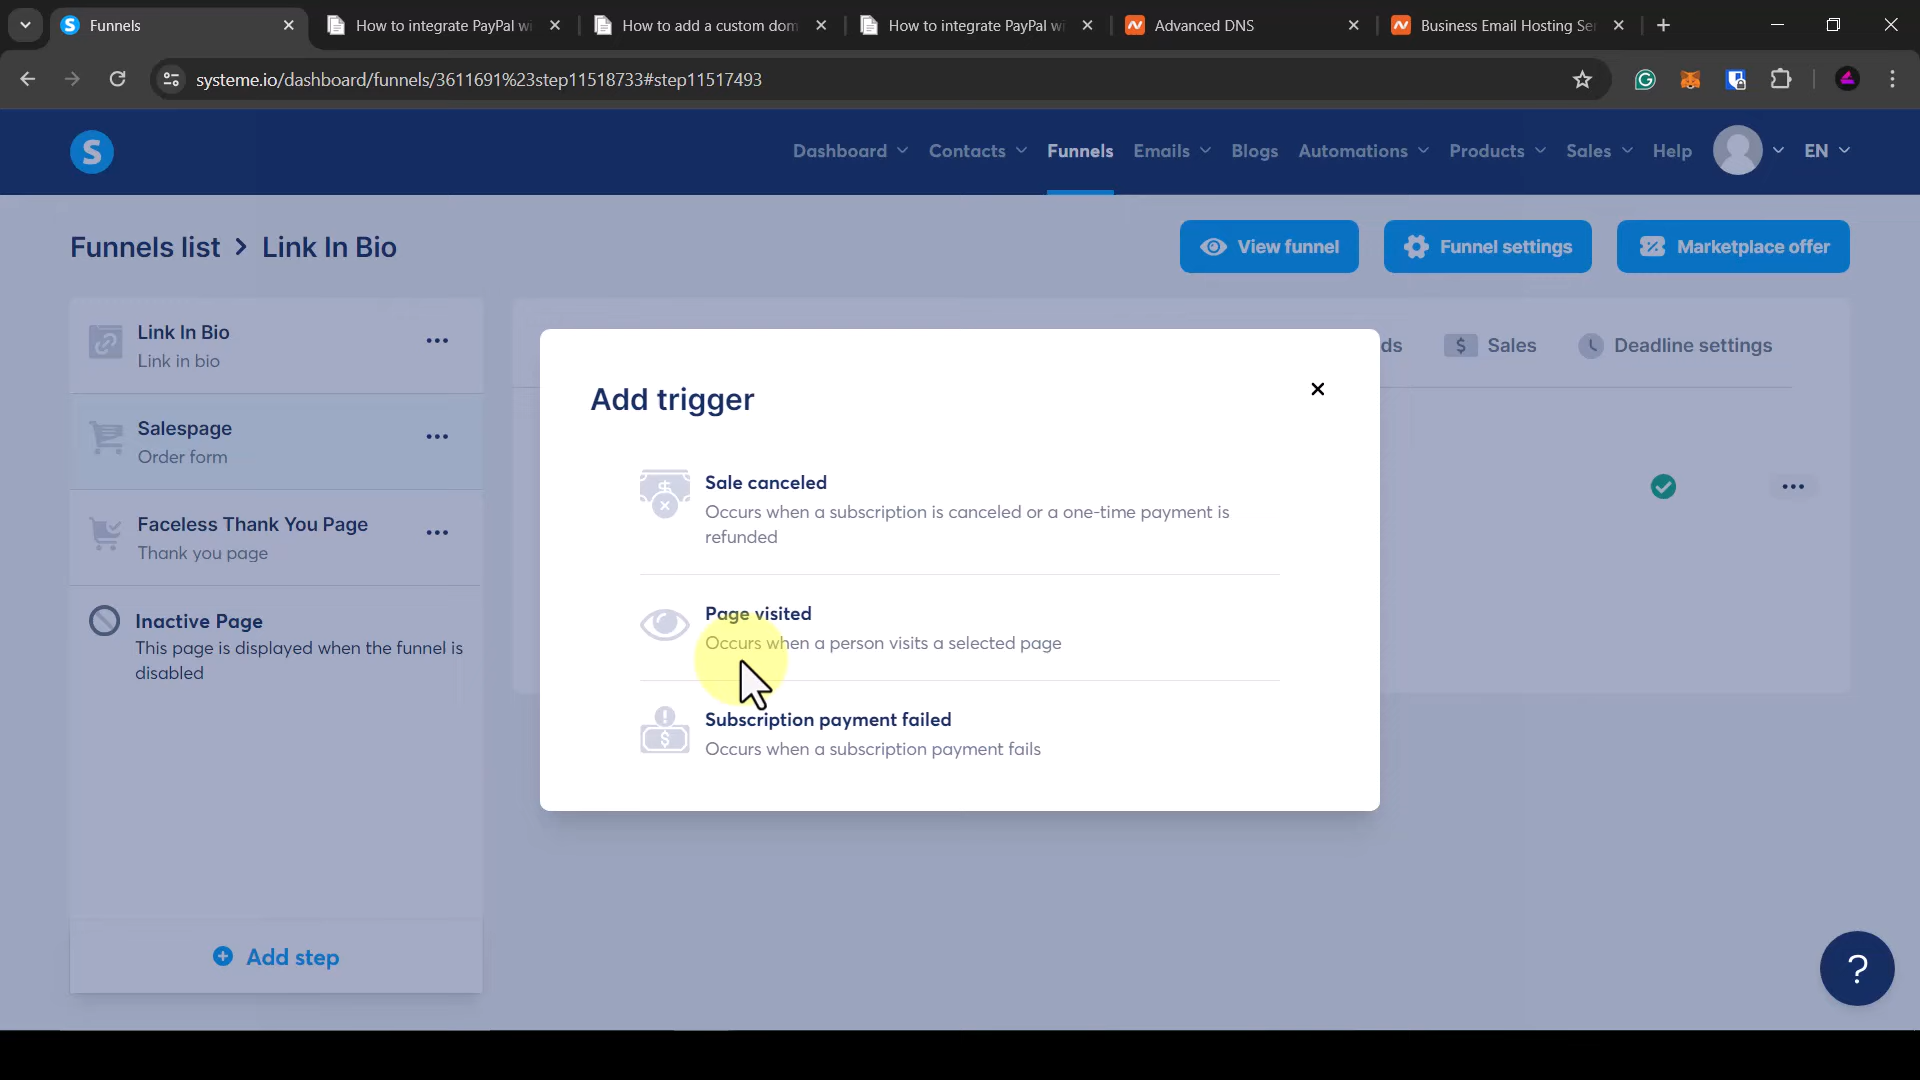 Funnels
How to integrate PayPal wi
How to add a custom dom
How to integrate PayPal wi
Advanced DNS
Business Email Hosting Ser
systeme.io/dashboard/funnels/3611691%23step11518733#step11517493
S
Dashboard
Contacts
Funnels
Emails
Blogs
Automations
Products
Sales
Help
EN
Funnels list > Link In Bio
View funnel
Funnel settings
Marketplace offer
Link In Bio
Link in bio
Salespage
Order form
Faceless Thank You Page
Thank you page
Inactive Page
This page is displayed when the funnel is
disabled
Add step
ds
Sales
Deadline settings
Add trigger
Sale canceled
Occurs when a subscription is canceled or a one-time payment is
refunded
Page visited
Occurs when a person visits a selected page
Subscription payment failed
Occurs when a subscription payment fails
?